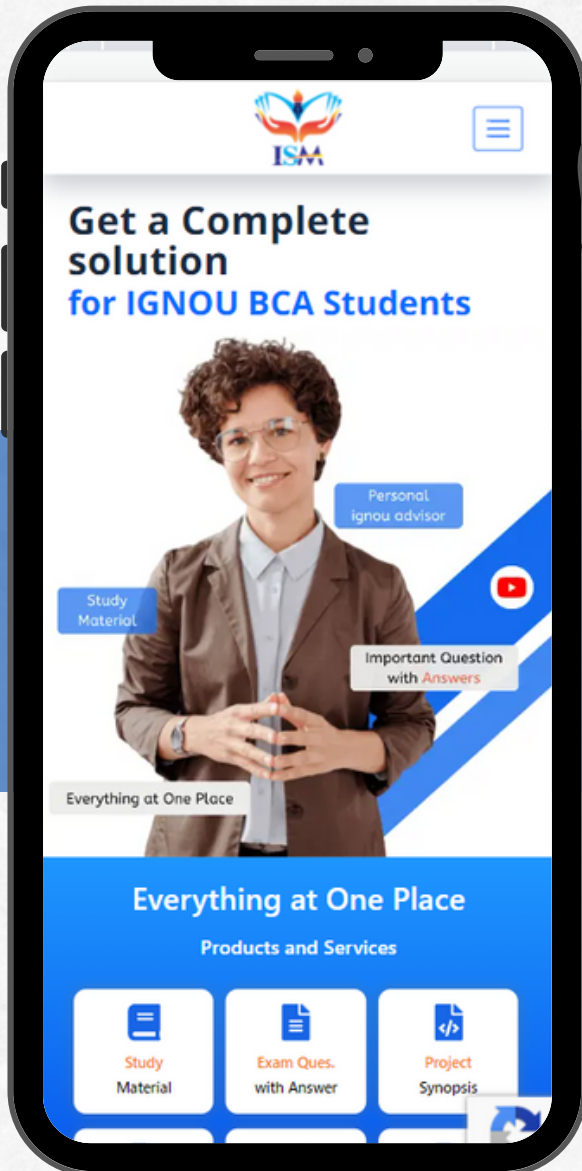 ISM
Get a Complete
solution
for IGNOU BCA Students
Personal
ignou advisor
Study
Material
Important Question
with Answers
Everything at One Place
Everything at One Place
Products and Services
Study
Material
Exam Ques.
with Answer
Project
Synopsis